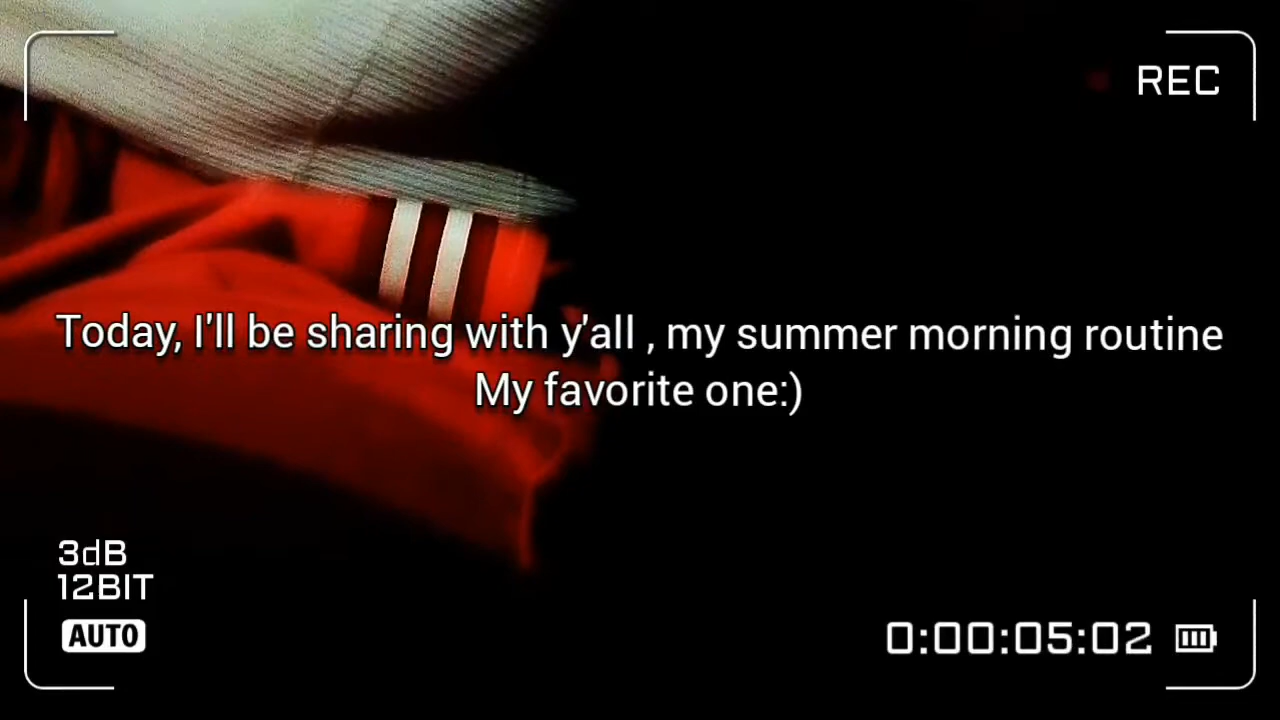 REC
Today, I'll be sharing with y'all , my summer morning routine
My favorite one:)
3dB
12BIT
AUTO
0:00:05:02